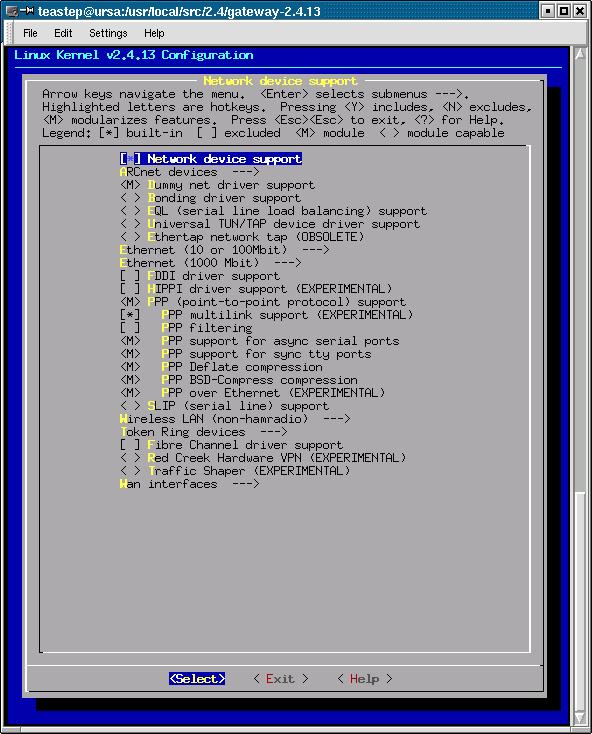 teastep@ursa:/usr/local/src/2.4/gateway-2.4.13
File Edit Settings Help
Linux Kernel v2.4.13 Configuration
Network device support
Arrow keys navigate the menu. <Enter> selects submenus --->.
Highlighted letters are hotkeys. Pressing <Y> includes, <N> excludes,
<M> modularizes features. Press <Esc><Esc> to exit, <?> for Help.
Legend: [*] built-in [ ] excluded <M> module < > module capable
[*] Network device support
ARCnet devices --->
<M> Dummy net driver support
< > Bonding driver support
< > EQL (serial line load balancing) support
< > Universal TUN/TAP device driver support
< > Ethertap network tap (OBSOLETE)
Ethernet (10 or 100Mbit) --->
Ethernet (1000 Mbit) --->
[ ] FDDI driver support
[ ] HIPPI driver support (EXPERIMENTAL)
<M> PPP (point-to-point protocol) support
[*] PPP multilink support (EXPERIMENTAL)
[ ] PPP filtering
<M> PPP support for async serial ports
<M> PPP support for sync tty ports
<M> PPP Deflate compression
<M> PPP BSD-Compress compression
<M> PPP over Ethernet (EXPERIMENTAL)
< > SLIP (serial line) support
Wireless LAN (non-hamradio) --->
Token Ring devices --->
[ ] Fibre Channel driver support
< > Red Creek Hardware VPN (EXPERIMENTAL)
< > Traffic Shaper (EXPERIMENTAL)
Wan interfaces --->
<Select> < Exit > < Help >